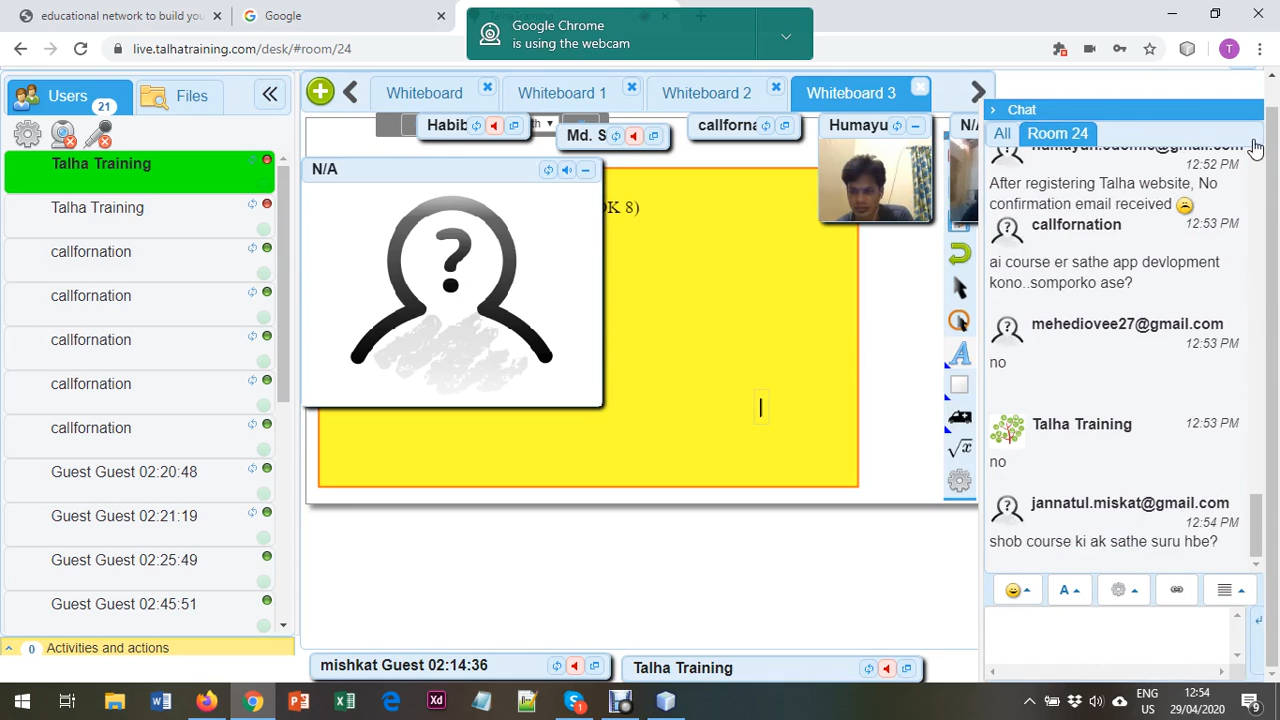 educational network to build you
Google
Google Chrome
is using the webcam
live.talhatraining.com/desk/#room/24
T
Users
21
Files
Whiteboard
Whiteboard 1
Whiteboard 2
Whiteboard 3
Chat
All
Room 24
Talha Training
Talha Training
callfornation
callfornation
callfornation
callfornation
callfornation
Guest Guest 02:20:48
Guest Guest 02:21:19
Guest Guest 02:25:49
Guest Guest 02:45:51
0 Activities and actions
Habib
Md. S
callforna
Humayu
N/A
OK 8)
mishkat Guest 02:14:36
Talha Training
12:52 PM
After registering Talha website, No
confirmation email received
callfornation
12:53 PM
ai course er sathe app devlopment
kono..somporko ase?
mehediovee27@gmail.com
12:53 PM
no
Talha Training
12:53 PM
no
jannatul.miskat@gmail.com
12:54 PM
shob course ki ak sathe suru hbe?
A
ENG
US
12:54
29/04/2020